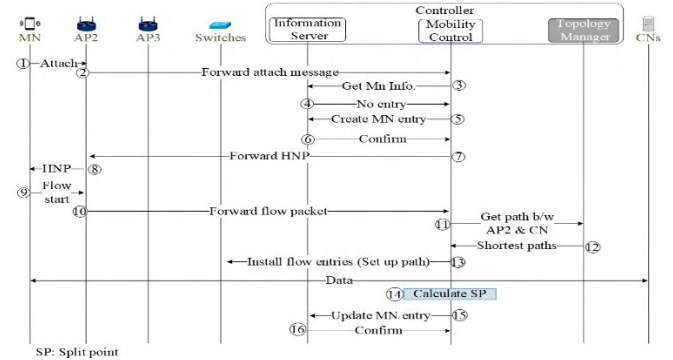 Controller
MN AP2 AP3 Switches Information Server Mobility Control Topology Manager CNs
① Attach
② Forward attach message
Get Mn Info. ③
④ No entry
Create MN entry ⑤
⑥ Confirm
Forward HNP ⑦
HNP ⑧
⑨ Flow start
⑩ Forward flow packet
⑪ Get path b/w AP2 & CN
Shortest paths ⑫
Install flow entries (Set up path) ⑬
Data
⑭ Calculate SP
Update MN entry ⑮
⑯ Confirm
SP: Split point